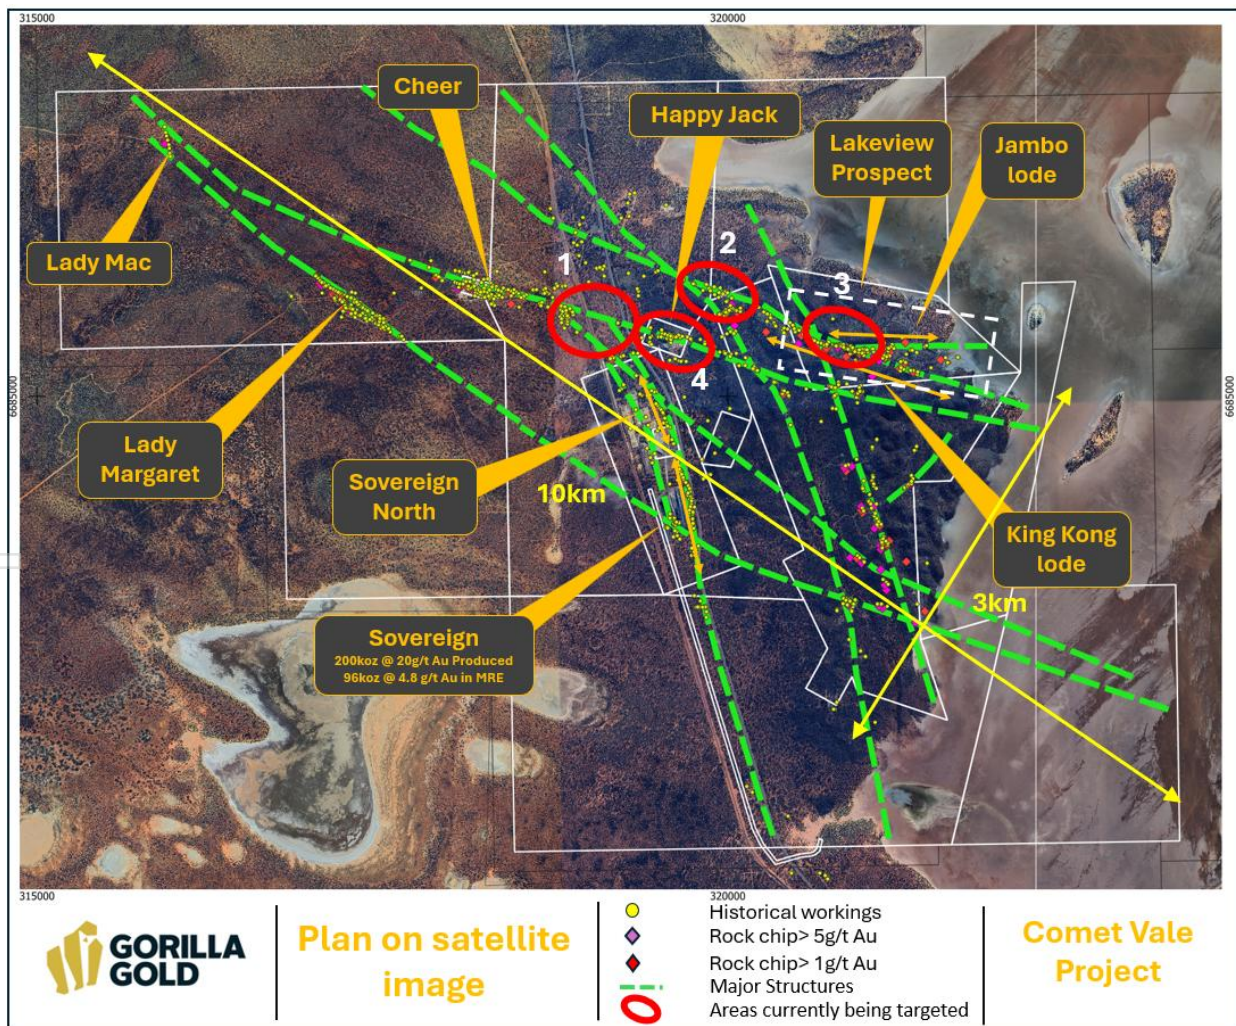 315000
320000
Cheer
Happy Jack
Lakeview
Prospect
Jambo
lode
Lady Mac
1
2
3
4
6685000
6685000
Lady
Margaret
Sovereign
North
10km
King Kong
lode
3km
Sovereign
200koz @ 20g/t Au Produced
96koz @ 4.8 g/t Au in MRE
315000
320000
GORILLA
GOLD
Plan on satellite
image
Historical workings
Rock chip> 5g/t Au
Rock chip> 1g/t Au
Major Structures
Areas currently being targeted
Comet Vale
Project